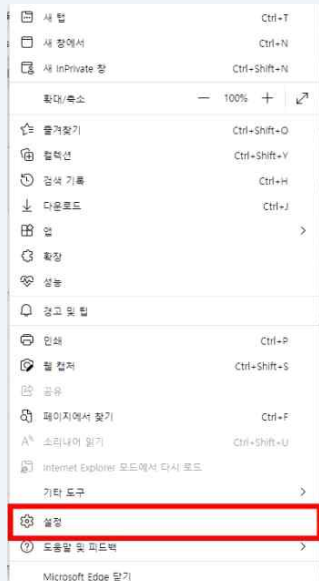 새 탭 Ctrl+T
새 창에서 Ctrl+N
새 InPrivate 창 Ctrl+Shift+N
확대/축소 — 100% +
즐겨찾기 Ctrl+Shift+O
컬렉션 Ctrl+Shift+Y
검색 기록 Ctrl+H
다운로드 Ctrl+J
앱
확장
성능
경고 및 팁
인쇄 Ctrl+P
웹 캡처 Ctrl+Shift+S
공유
페이지에서 찾기 Ctrl+F
소리내어 읽기 Ctrl+Shift+U
Internet Explorer 모드에서 다시 로드
기타 도구
설정
도움말 및 피드백
Microsoft Edge 닫기